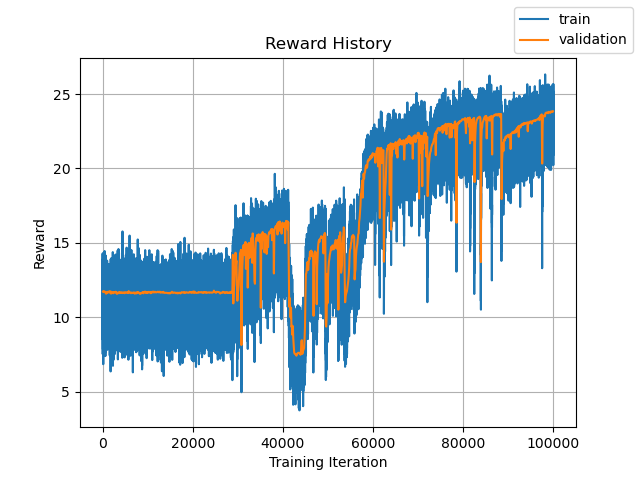 train
validation
Reward History
Reward
25
20
15
10
5
0
20000
40000
60000
80000
100000
Training Iteration